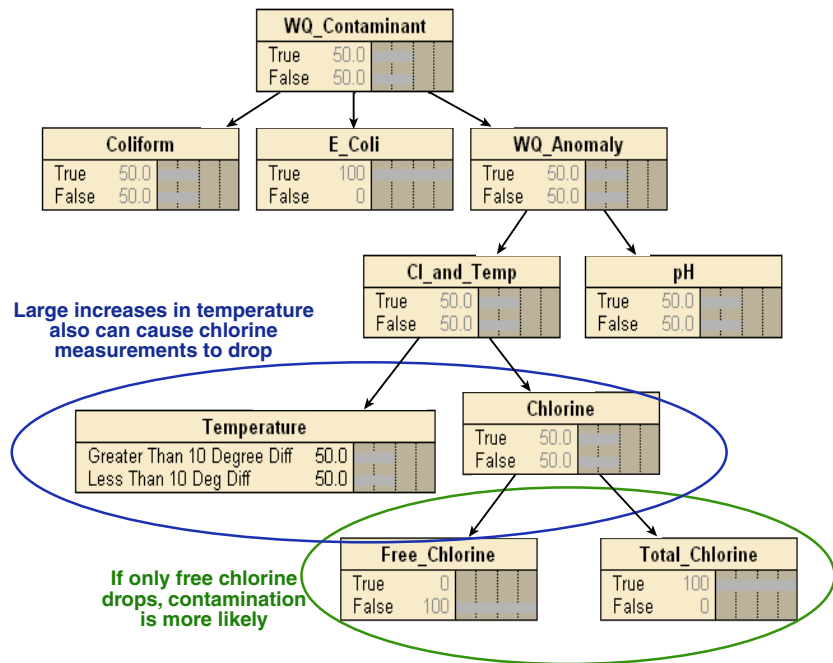 WQ_Contaminant
True 50.0
False 50.0
Coliform
True 50.0
False 50.0
E_Coli
True 100
False 0
WQ_Anomaly
True 50.0
False 50.0
Cl_and_Temp
True 50.0
False 50.0
pH
True 50.0
False 50.0
Large increases in temperature
also can cause chlorine
measurements to drop
Temperature
Greater Than 10 Degree Diff 50.0
Less Than 10 Deg Diff 50.0
Chlorine
True 50.0
False 50.0
If only free chlorine
drops, contamination
is more likely
Free_Chlorine
True 0
False 100
Total_Chlorine
True 100
False 0